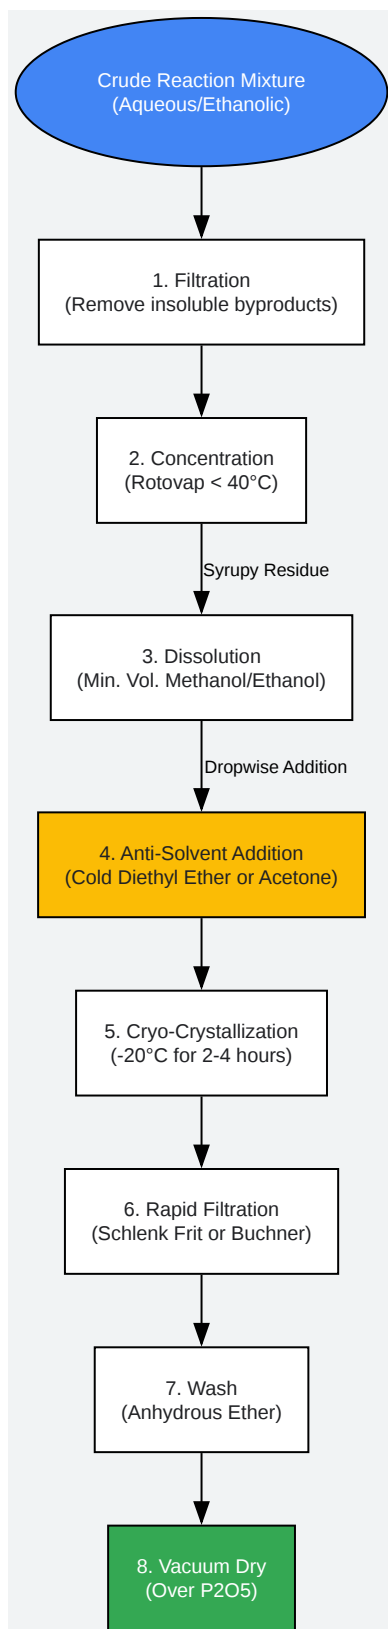 Crude Reaction Mixture
(Aqueous/Ethanolic)
1. Filtration
(Remove insoluble byproducts)
2. Concentration
(Rotovap < 40°C)
Syrupy Residue
3. Dissolution
(Min. Vol. Methanol/Ethanol)
Dropwise Addition
4. Anti-Solvent Addition
(Cold Diethyl Ether or Acetone)
5. Cryo-Crystallization
(-20°C for 2-4 hours)
6. Rapid Filtration
(Schlenk Frit or Buchner)
7. Wash
(Anhydrous Ether)
8. Vacuum Dry
(Over P2O5)